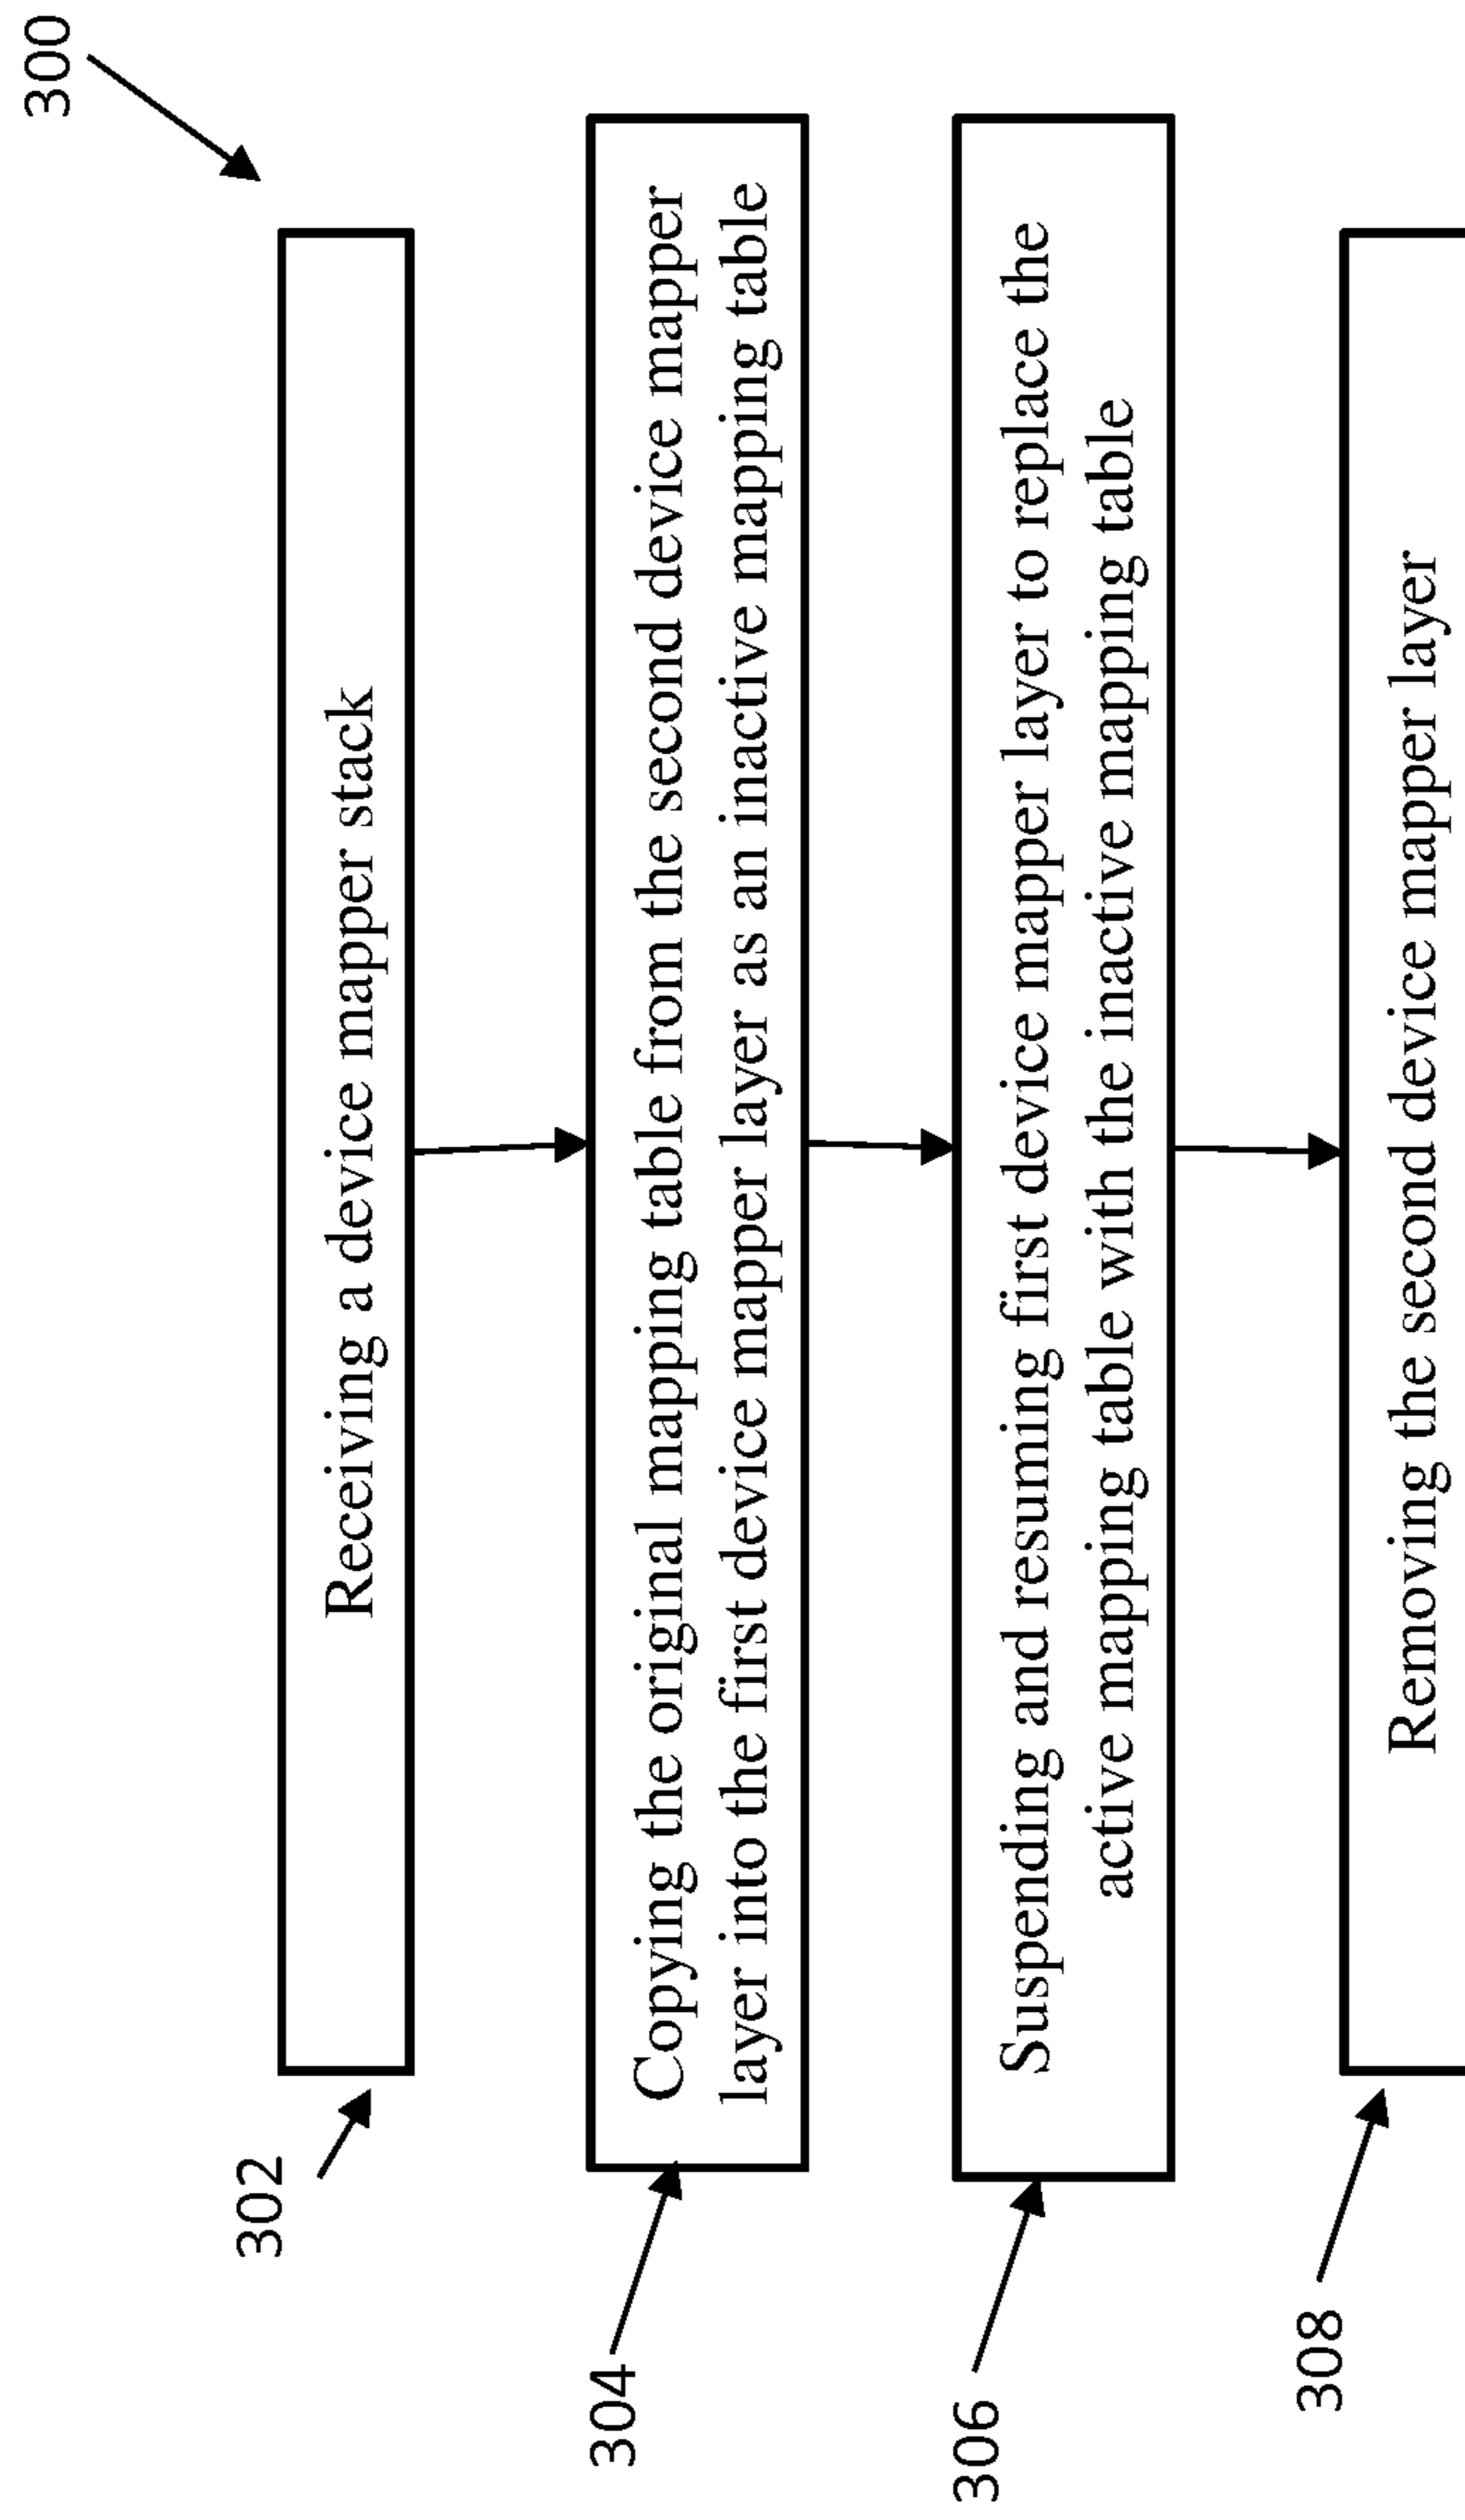 300
302
Receiving a device mapper stack
304
Copying the original mapping table from the second device mapper
layer into the first device mapper layer as an inactive mapping table
306
Suspending and resuming first device mapper layer to replace the
active mapping table with the inactive mapping table
308
Removing the second device mapper layer